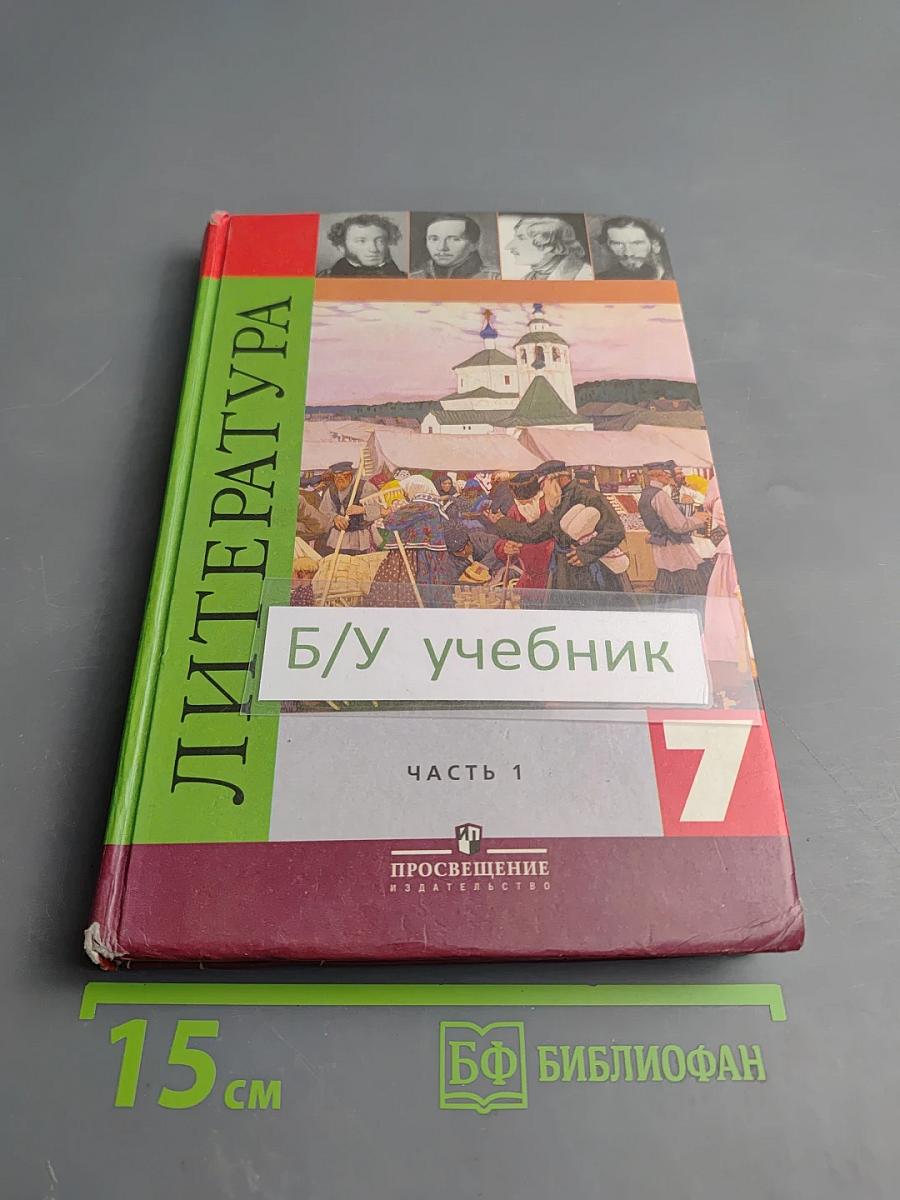 ЛИТЕРАТУРА
Б/У учебник
ЧАСТЬ 1
7
ПРОСВЕЩЕНИЕ
ИЗДАТЕЛЬСТВО
15 см
БФ БИБЛИОФАН